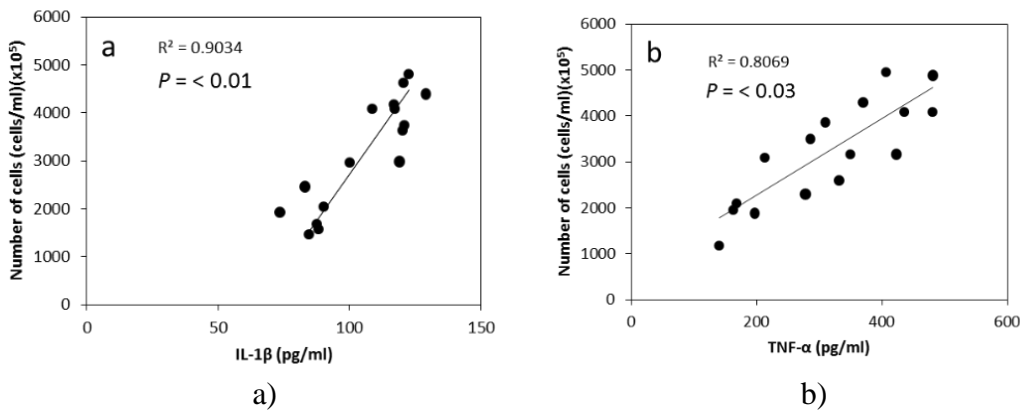 a
R² = 0.9034
P = < 0.01
Number of cells (cells/ml)(x10⁵)
6000
5000
4000
3000
2000
1000
0
0
50
100
150
IL-1β (pg/ml)
a)
b
R² = 0.8069
P = < 0.03
Number of cells (cells/ml)(x10⁵)
6000
5000
4000
3000
2000
1000
0
0
200
400
600
TNF-α (pg/ml)
b)